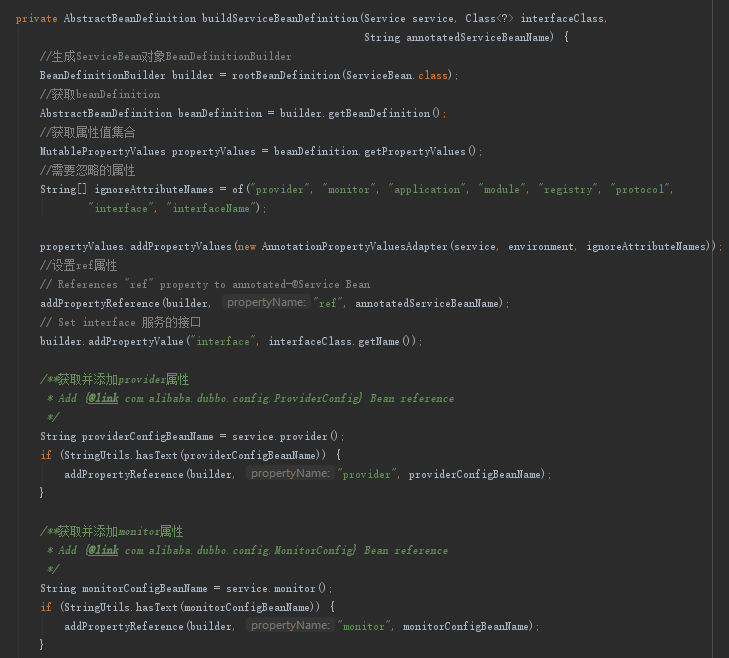 private AbstractBeanDefinition buildServiceBeanDefinition(Service service, Class<?> interfaceClass,
String annotatedServiceBeanName) {
//生成ServiceBean对象BeanDefinitionBuilder
BeanDefinitionBuilder builder = rootBeanDefinition(ServiceBean.class);
//获取beanDefinition
AbstractBeanDefinition beanDefinition = builder.getBeanDefinition();
//获取属性值集合
MutablePropertyValues propertyValues = beanDefinition.getPropertyValues();
//需要忽略的属性
String[] ignoreAttributeNames = of("provider", "monitor", "application", "module", "registry", "protocol",
"interface", "interfaceName");
propertyValues.addPropertyValues(new AnnotationPropertyValuesAdapter(service, environment, ignoreAttributeNames));
//设置ref属性
// References "ref" property to annotated-@Service Bean
addPropertyReference(builder, propertyName: "ref", annotatedServiceBeanName);
// Set interface 服务的接口
builder.addPropertyValue("interface", interfaceClass.getName());
/**获取并添加provider属性
* Add {@link com.alibaba.dubbo.config.ProviderConfig} Bean reference
*/
String providerConfigBeanName = service.provider();
if (StringUtils.hasText(providerConfigBeanName)) {
addPropertyReference(builder, propertyName: "provider", providerConfigBeanName);
}
/**获取并添加monitor属性
* Add {@link com.alibaba.dubbo.config.MonitorConfig} Bean reference
*/
String monitorConfigBeanName = service.monitor();
if (StringUtils.hasText(monitorConfigBeanName)) {
addPropertyReference(builder, propertyName: "monitor", monitorConfigBeanName);
}